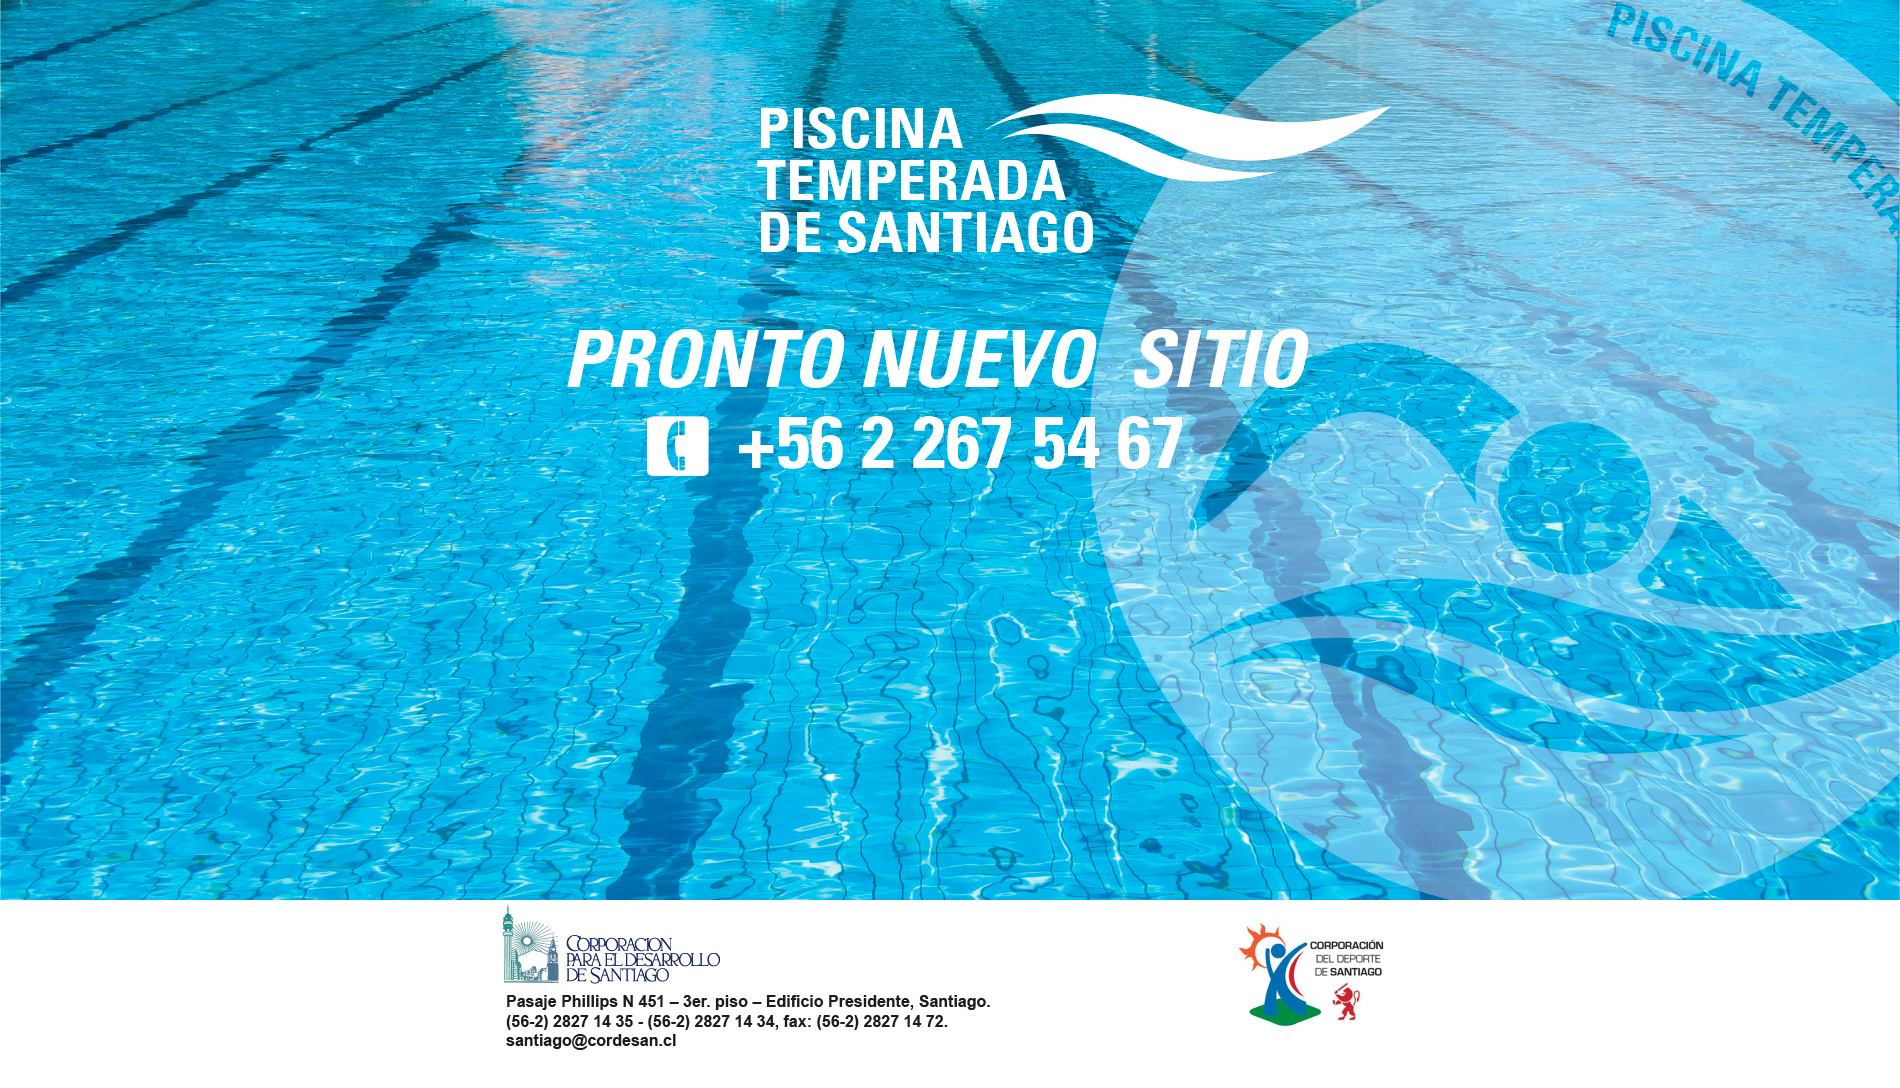 PISCINA TEMPERA
PISCINA
TEMPERADA
DE SANTIAGO
PRONTO NUEVO SITIO
+56 2 267 54 67
CORPORACION
PARA EL DESARROLLO
DE SANTIAGO
Pasaje Phillips N 451 – 3er. piso – Edificio Presidente, Santiago.
(56-2) 2827 14 35 - (56-2) 2827 14 34, fax: (56-2) 2827 14 72.
santiago@cordesan.cl
CORPORACIÓN
DEL DEPORTE
DE SANTIAGO